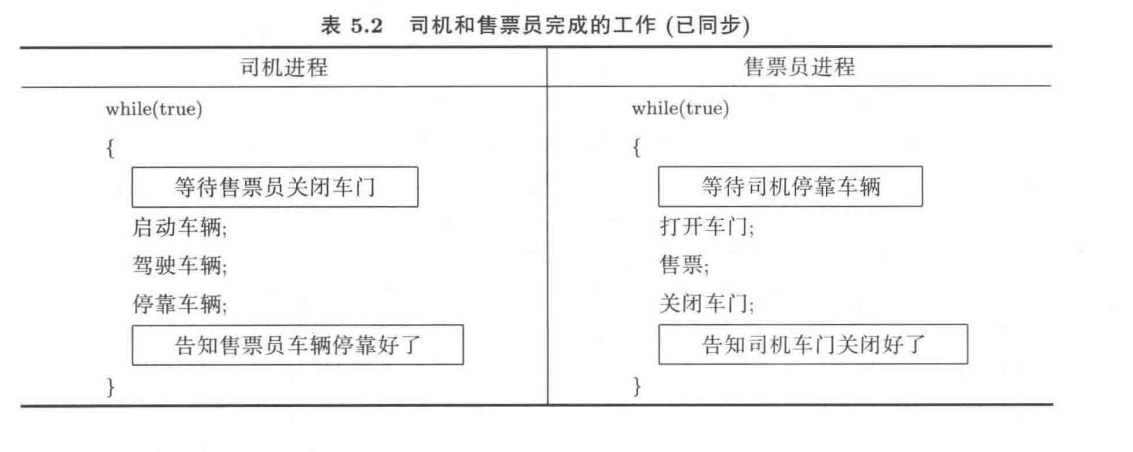 表 5.2 司机和售票员完成的工作 (已同步)
司机进程
售票员进程
while(true)
{
等待售票员关闭车门
启动车辆;
驾驶车辆;
停靠车辆;
告知售票员车辆停靠好了
}
while(true)
{
等待司机停靠车辆
打开车门;
售票;
关闭车门;
告知司机车门关闭好了
}